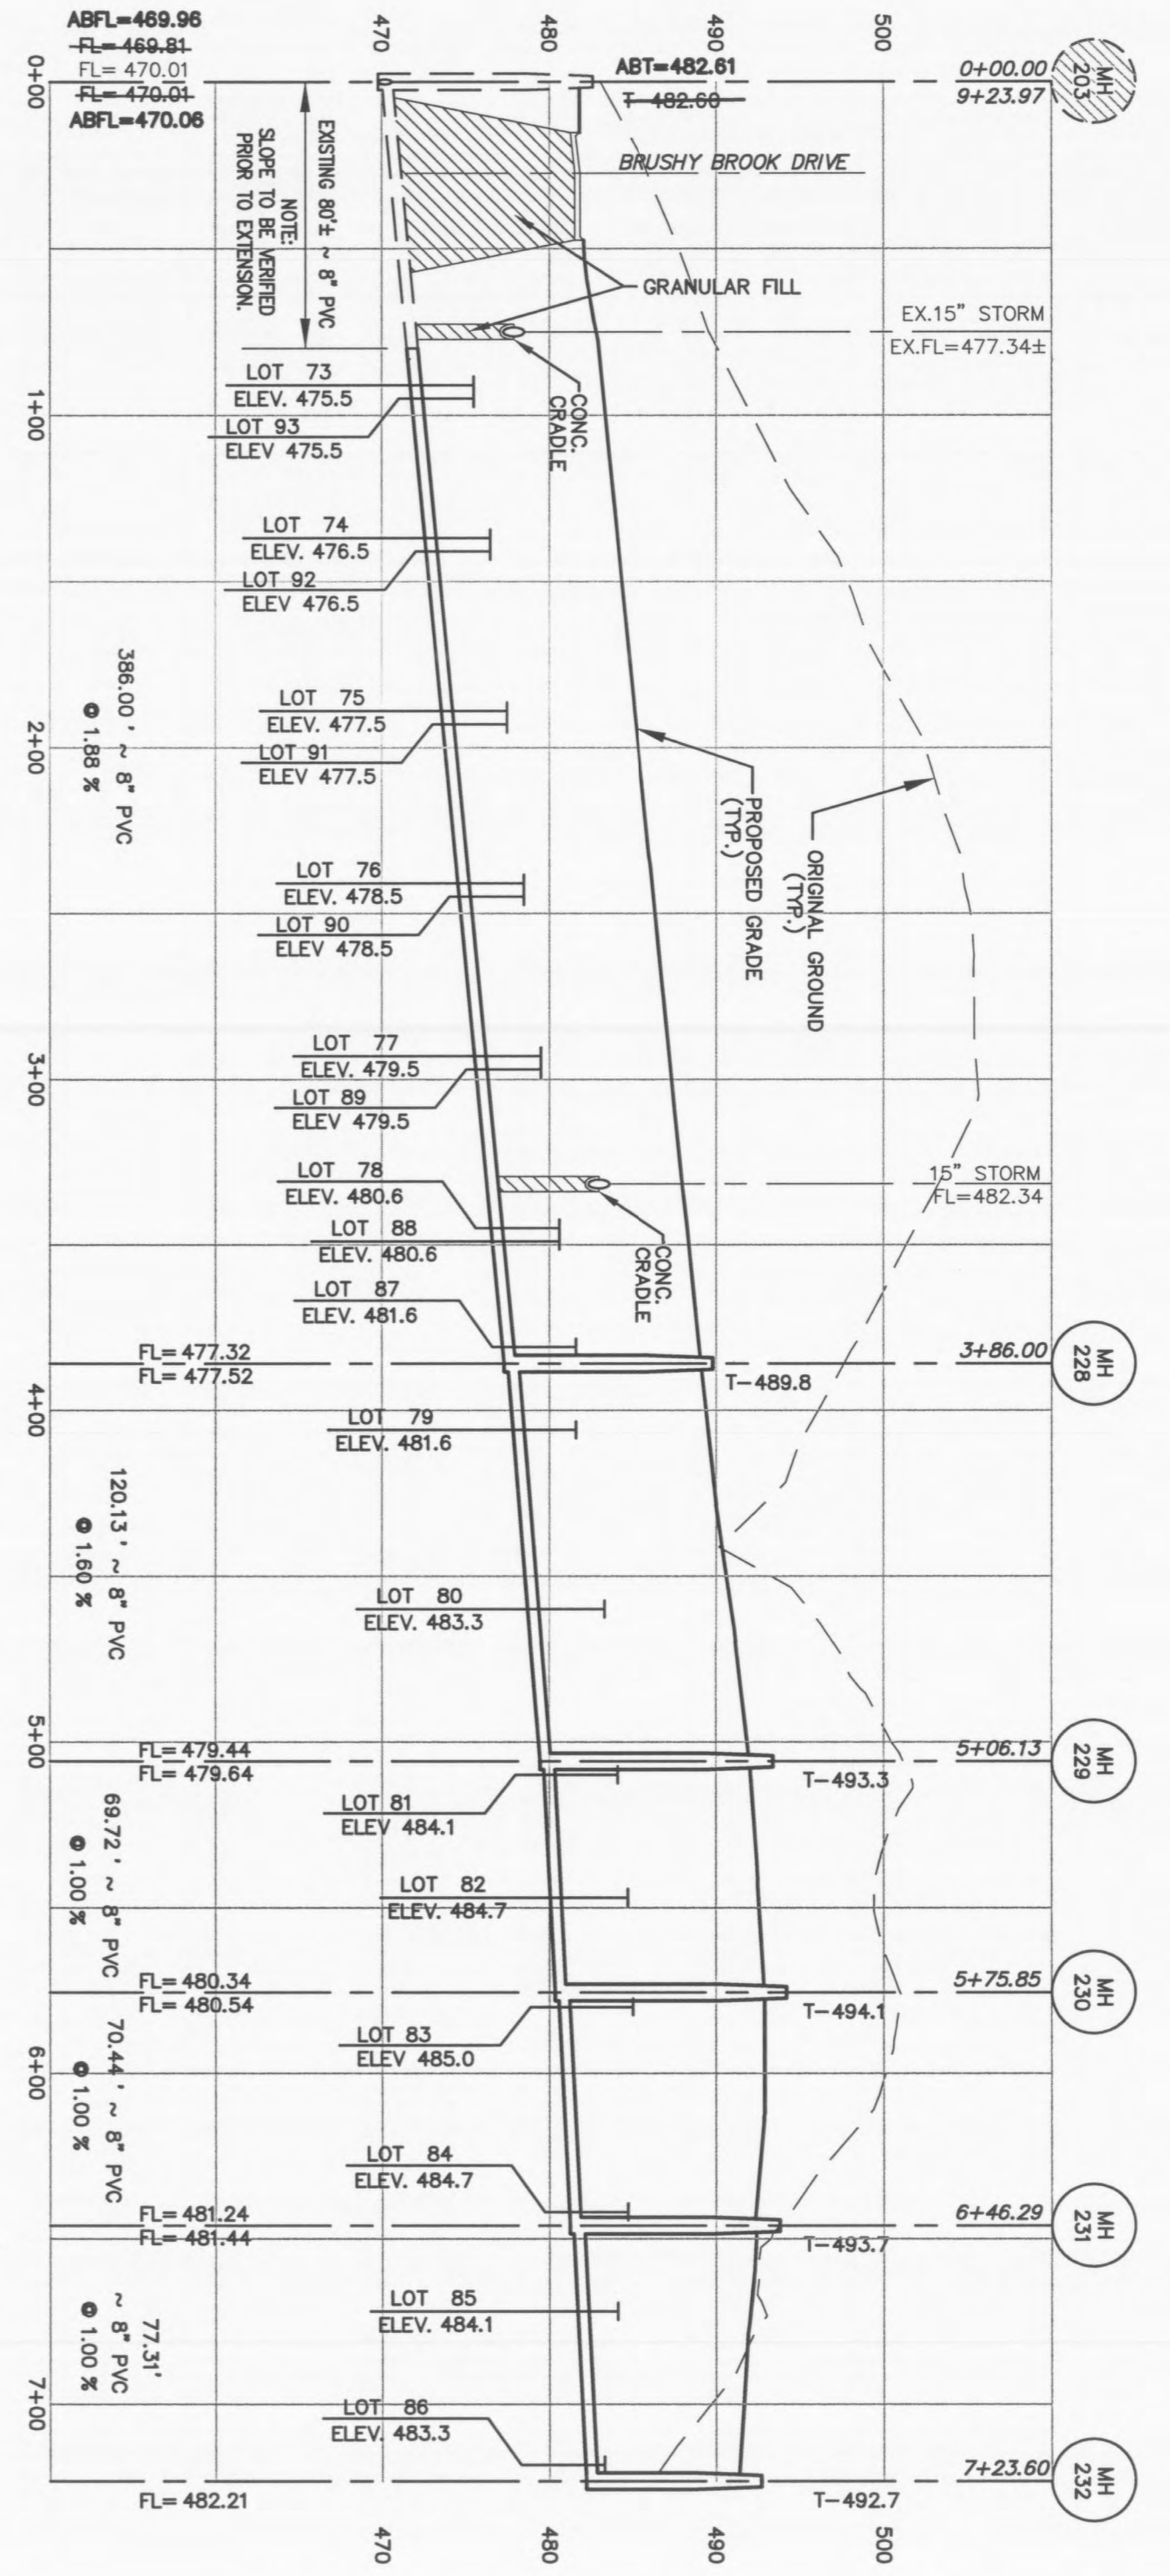 ABFL=469.96
FL=469.81
FL= 470.01
FL=470.01
ABFL=470.06
0+00
470
480
490
500
ABT=482.61
T-482.60
0+00.00
9+23.97
MH
203
BRUSHY BROOK DRIVE
EXISTING 80'± ~ 8" PVC
NOTE:
SLOPE TO BE VERIFIED
PRIOR TO EXTENSION.
GRANULAR FILL
EX.15" STORM
EX.FL=477.34±
CONC.
CRADLE
LOT 73
ELEV. 475.5
LOT 93
ELEV 475.5
1+00
LOT 74
ELEV. 476.5
LOT 92
ELEV 476.5
386.00 ' ~ 8" PVC
@ 1.88 %
LOT 75
ELEV. 477.5
LOT 91
ELEV 477.5
2+00
PROPOSED GRADE
(TYP.)
ORIGINAL GROUND
(TYP.)
LOT 76
ELEV. 478.5
LOT 90
ELEV 478.5
LOT 77
ELEV. 479.5
LOT 89
ELEV 479.5
3+00
LOT 78
ELEV. 480.6
LOT 88
ELEV. 480.6
15" STORM
FL=482.34
CONC.
CRADLE
LOT 87
ELEV. 481.6
FL= 477.32
FL= 477.52
T-489.8
3+86.00
MH
228
4+00
LOT 79
ELEV. 481.6
120.13 ' ~ 8" PVC
@ 1.60 %
LOT 80
ELEV. 483.3
5+00
FL= 479.44
FL= 479.64
T-493.3
5+06.13
MH
229
LOT 81
ELEV 484.1
69.72 ' ~ 8" PVC
@ 1.00 %
LOT 82
ELEV. 484.7
FL= 480.34
FL= 480.54
T-494.1
5+75.85
MH
230
LOT 83
ELEV 485.0
6+00
70.44 ' ~ 8" PVC
@ 1.00 %
LOT 84
ELEV. 484.7
FL= 481.24
FL= 481.44
T-493.7
6+46.29
MH
231
LOT 85
ELEV. 484.1
77.31'
~ 8" PVC
@ 1.00 %
7+00
LOT 86
ELEV. 483.3
FL= 482.21
T-492.7
7+23.60
MH
232
470
480
490
500